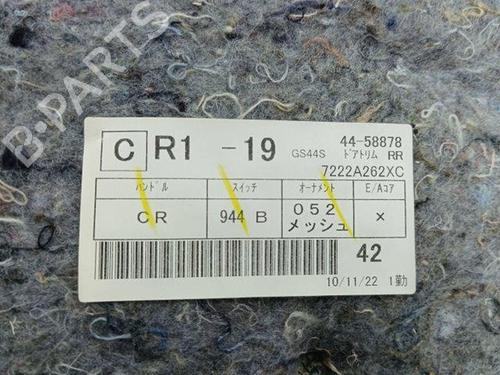 B-PARTS
C R1 -19 GS44S 44-58878
ドアトリム RR
7222A262XC
ハンドル スイッチ オーナメント E/Aコア
CR 944 B 052 メッシュ ×
42
10/11/22 1勤